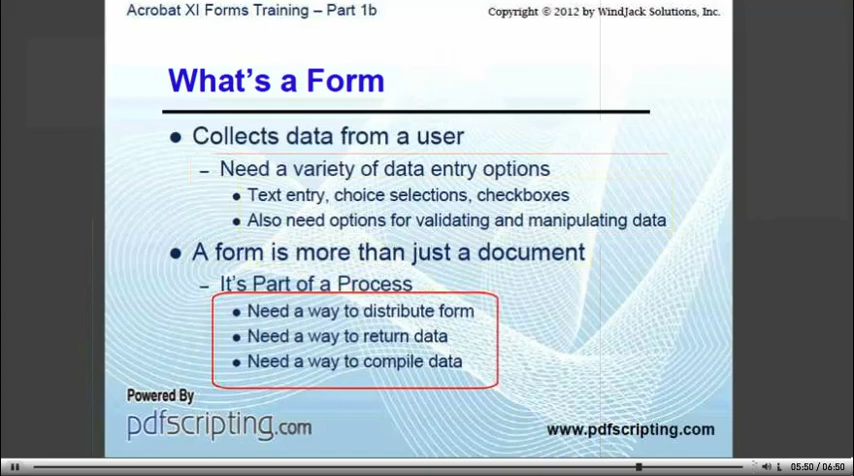 Acrobat XI Forms Training – Part 1b
Copyright © 2012 by WindJack Solutions, Inc.
What's a Form
● Collects data from a user
– Need a variety of data entry options
● Text entry, choice selections, checkboxes
● Also need options for validating and manipulating data
● A form is more than just a document
– It's Part of a Process
● Need a way to distribute form
● Need a way to return data
● Need a way to compile data
Powered By
pdfscripting.com
www.pdfscripting.com
05:50 / 06:50